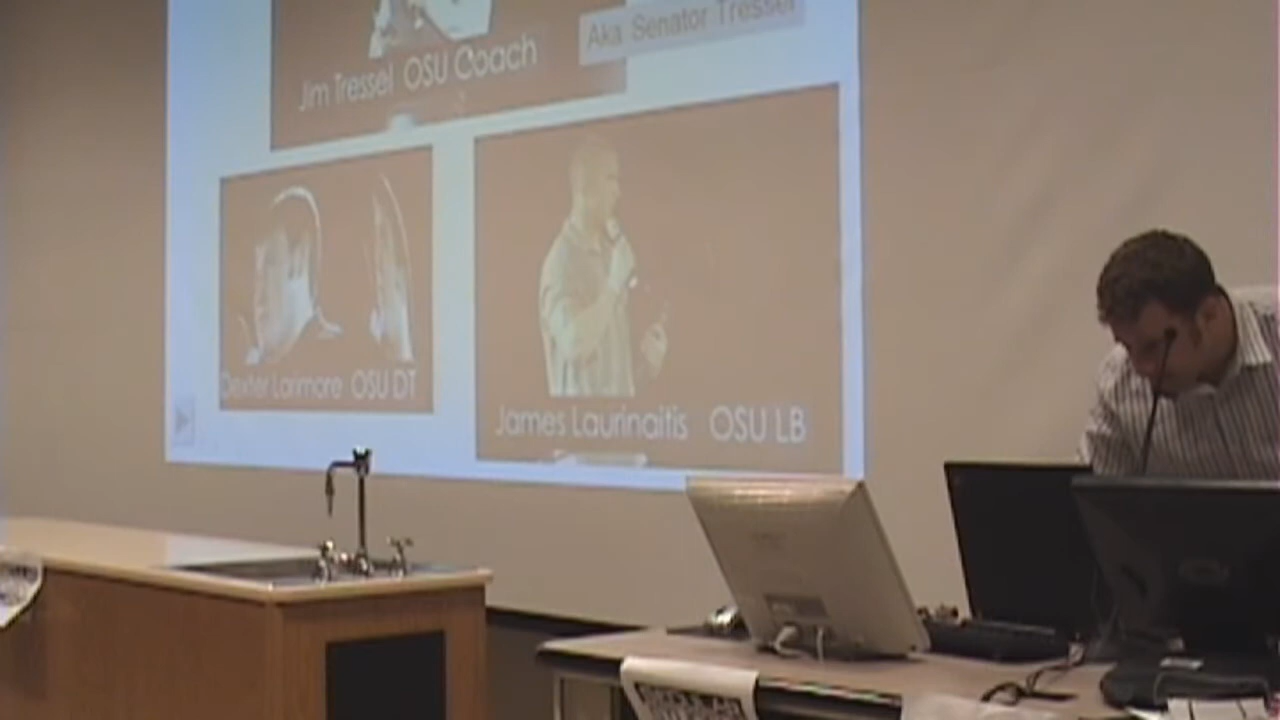 Aka Senator Tressel
Jim Tressel OSU Coach
Dexter Larimore OSU DT
James Laurinaitis OSU LB